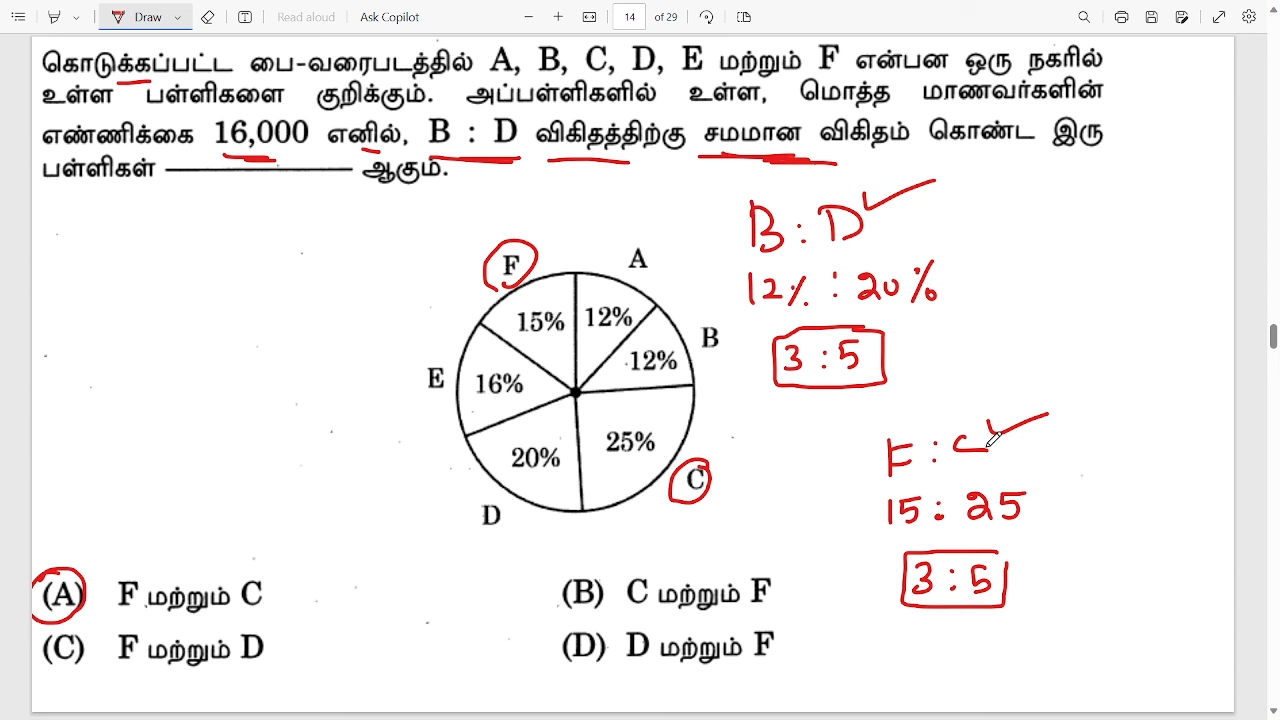 Draw
Read aloud
Ask Copilot
14
of 29
கொடுக்கப்பட்ட பை-வரைபடத்தில் A, B, C, D, E மற்றும் F என்பன ஒரு நகரில்
உள்ள பள்ளிகளை குறிக்கும். அப்பள்ளிகளில் உள்ள, மொத்த மாணவர்களின்
எண்ணிக்கை 16,000 எனில், B : D விகிதத்திற்கு சமமான விகிதம் கொண்ட இரு
பள்ளிகள் ———— ஆகும்.
B : D
12% : 20%
3 : 5
F
A
15%
12%
B
12%
E
16%
25%
20%
C
D
F : C
15 : 25
3 : 5
(A) F மற்றும் C
(B) C மற்றும் F
(C) F மற்றும் D
(D) D மற்றும் F